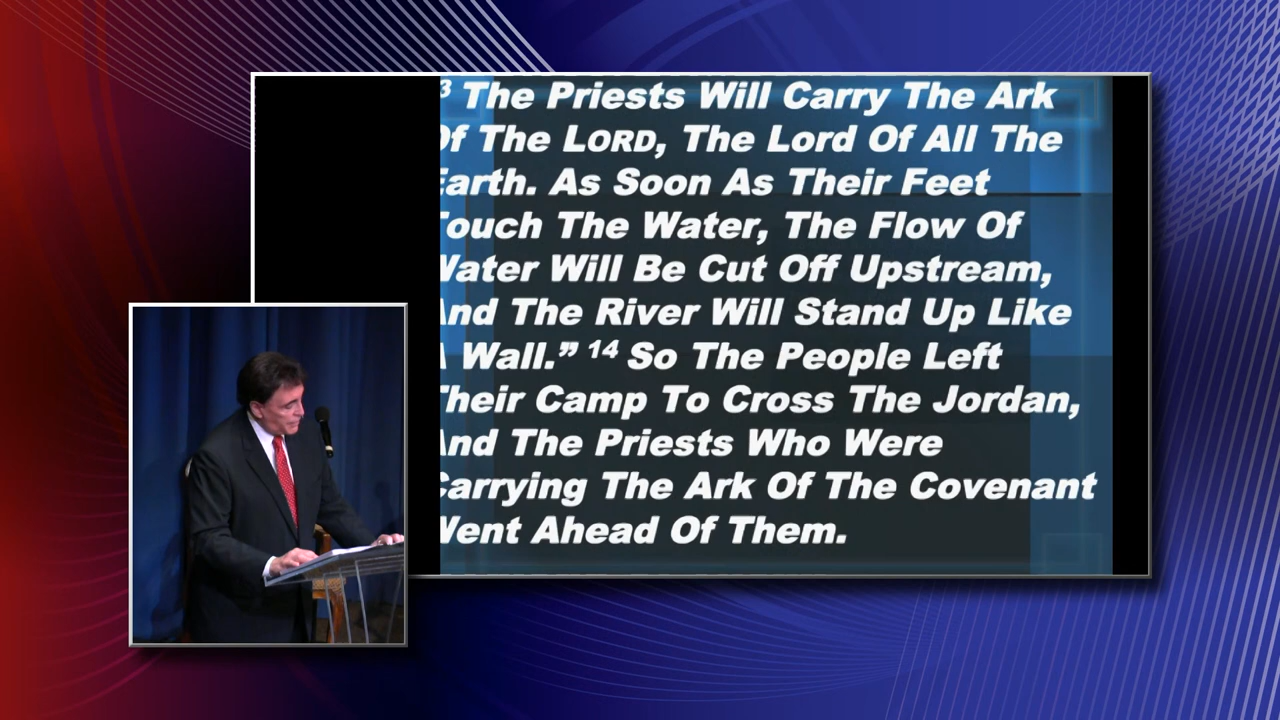 3 The Priests Will Carry The Ark
Of The LORD, The Lord Of All The
Earth. As Soon As Their Feet
Touch The Water, The Flow Of
Water Will Be Cut Off Upstream,
And The River Will Stand Up Like
A Wall.” 14 So The People Left
Their Camp To Cross The Jordan,
And The Priests Who Were
Carrying The Ark Of The Covenant
Went Ahead Of Them.